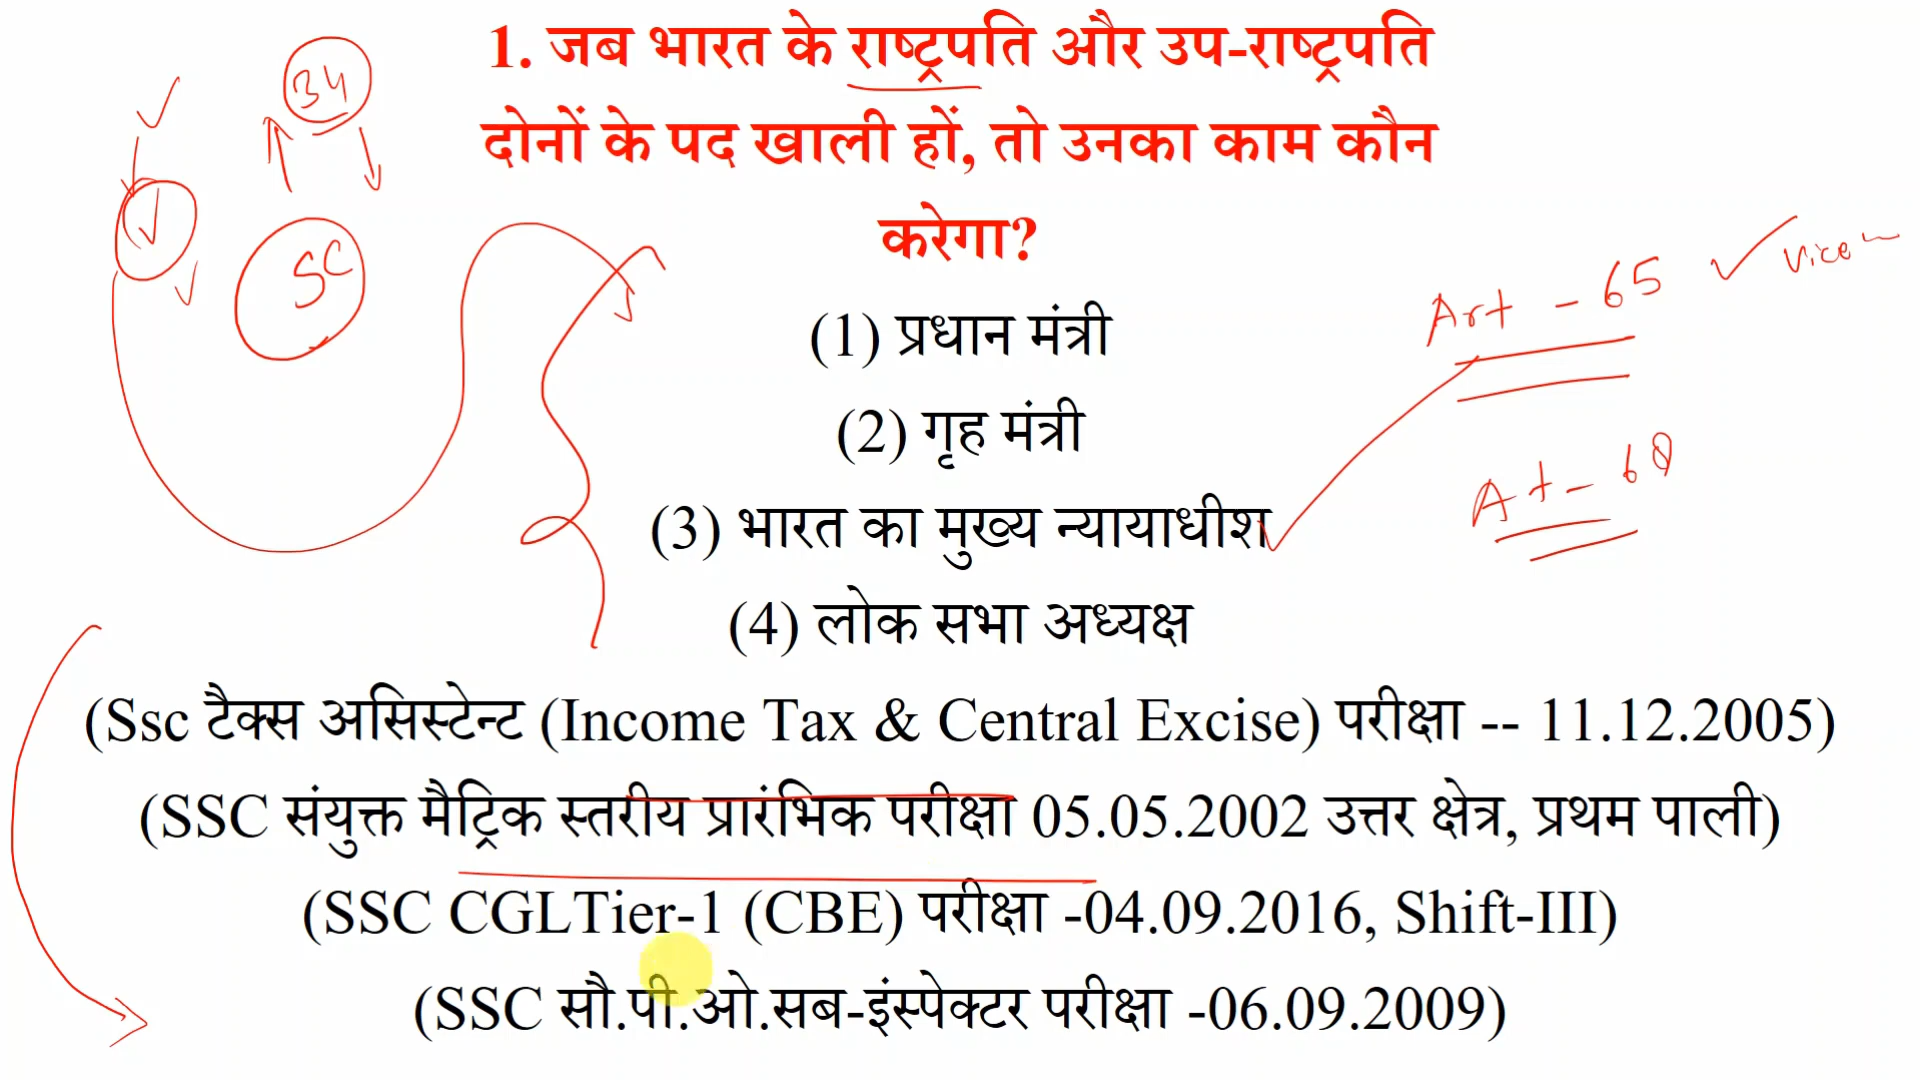 1. जब भारत के राष्ट्रपति और उप-राष्ट्रपति
दोनों के पद खाली हों, तो उनका काम कौन
करेगा?
(1) प्रधान मंत्री
(2) गृह मंत्री
(3) भारत का मुख्य न्यायाधीश
(4) लोक सभा अध्यक्ष
(Ssc टैक्स असिस्टेन्ट (Income Tax & Central Excise) परीक्षा -- 11.12.2005)
(SSC संयुक्त मैट्रिक स्तरीय प्रारंभिक परीक्षा 05.05.2002 उत्तर क्षेत्र, प्रथम पाली)
(SSC CGLTier-1 (CBE) परीक्षा -04.09.2016, Shift-III)
(SSC सौ.पी.ओ.सब-इंस्पेक्टर परीक्षा -06.09.2009)
34
SC
Art - 65 Vice